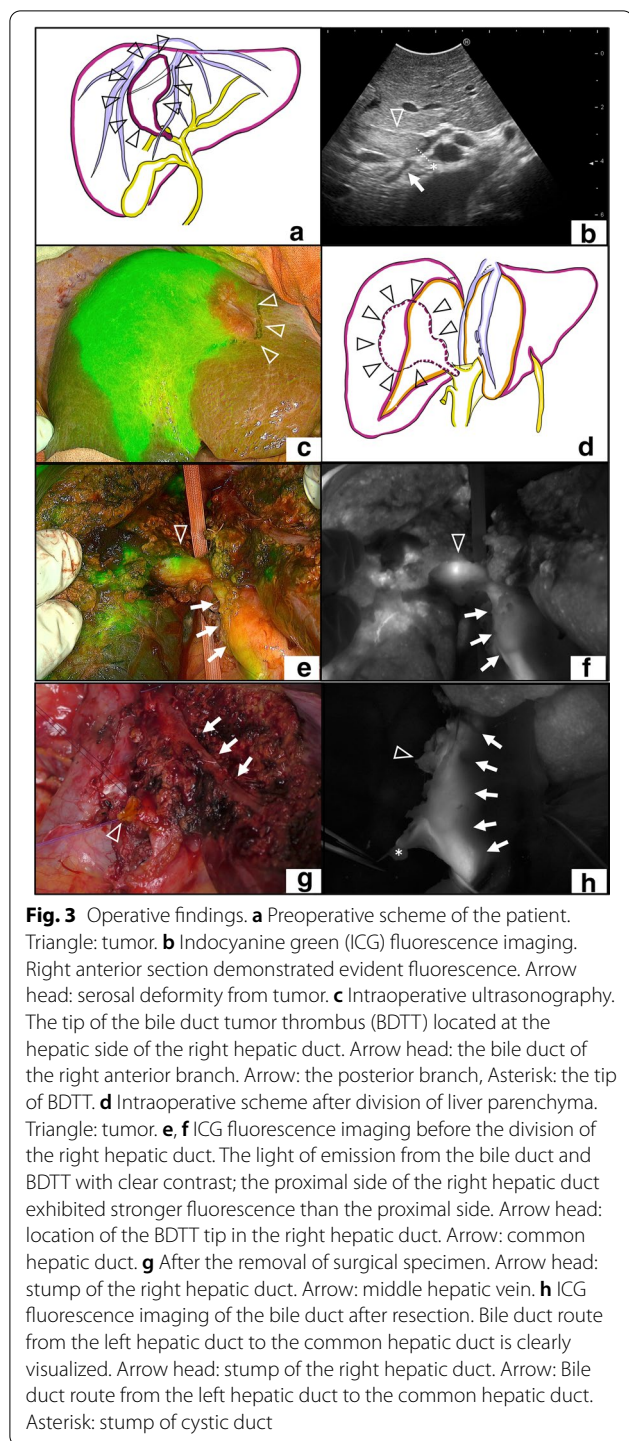 a
b
0
2
4
6
*
c
d
e
f
g
*
h
Fig. 3 Operative findings. a Preoperative scheme of the patient.
Triangle: tumor. b Indocyanine green (ICG) fluorescence imaging.
Right anterior section demonstrated evident fluorescence. Arrow
head: serosal deformity from tumor. c Intraoperative ultrasonography.
The tip of the bile duct tumor thrombus (BDTT) located at the
hepatic side of the right hepatic duct. Arrow head: the bile duct of
the right anterior branch. Arrow: the posterior branch, Asterisk: the tip
of BDTT. d Intraoperative scheme after division of liver parenchyma.
Triangle: tumor. e, f ICG fluorescence imaging before the division of
the right hepatic duct. The light of emission from the bile duct and
BDTT with clear contrast; the proximal side of the right hepatic duct
exhibited stronger fluorescence than the proximal side. Arrow head:
location of the BDTT tip in the right hepatic duct. Arrow: common
hepatic duct. g After the removal of surgical specimen. Arrow head:
stump of the right hepatic duct. Arrow: middle hepatic vein. h ICG
fluorescence imaging of the bile duct after resection. Bile duct route
from the left hepatic duct to the common hepatic duct is clearly
visualized. Arrow head: stump of the right hepatic duct. Arrow: Bile
duct route from the left hepatic duct to the common hepatic duct.
Asterisk: stump of cystic duct